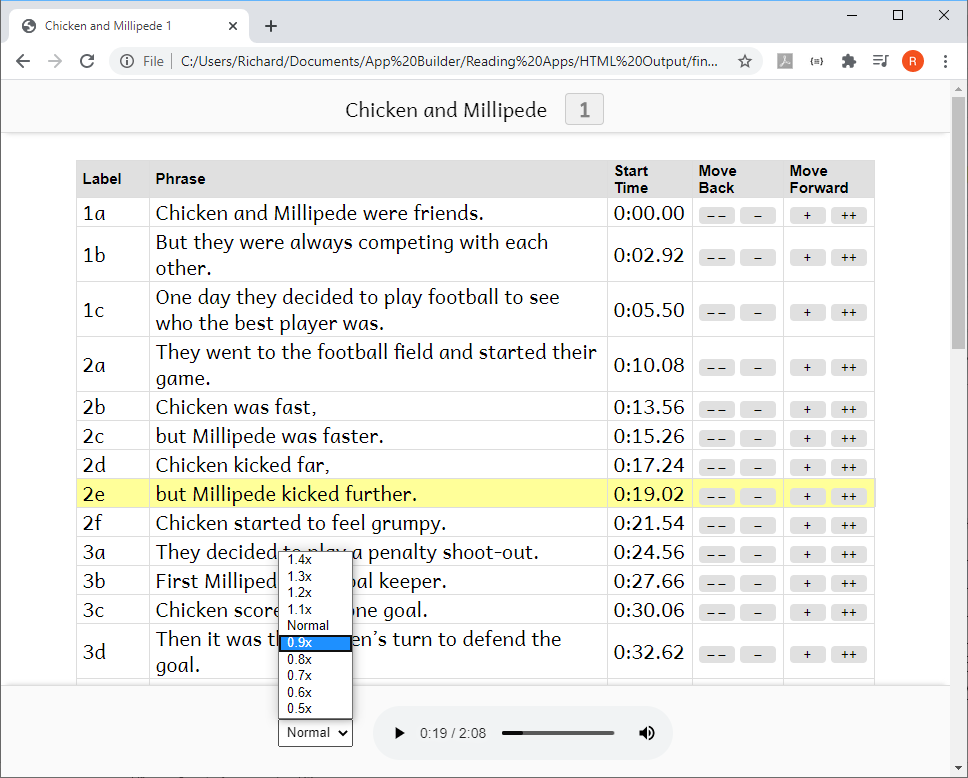 Chicken and Millipede 1
File | C:/Users/Richard/Documents/App%20Builder/Reading%20Apps/HTML%20Output/fin...
R
Chicken and Millipede 1
Label Phrase Start Time Move Back Move Forward
1a Chicken and Millipede were friends. 0:00.00 -- - + ++
1b But they were always competing with each
other. 0:02.92 -- - + ++
1c One day they decided to play football to see
who the best player was. 0:05.50 -- - + ++
2a They went to the football field and started their
game. 0:10.08 -- - + ++
2b Chicken was fast, 0:13.56 -- - + ++
2c but Millipede was faster. 0:15.26 -- - + ++
2d Chicken kicked far, 0:17.24 -- - + ++
2e but Millipede kicked further. 0:19.02 -- - + ++
2f Chicken started to feel grumpy. 0:21.54 -- - + ++
3a They decided to play a penalty shoot-out. 0:24.56 -- - + ++
3b First Milliped oal keeper. 0:27.66 -- - + ++
3c Chicken score one goal. 0:30.06 -- - + ++
3d Then it was th en's turn to defend the
goal. 0:32.62 -- - + ++
1.4x
1.3x
1.2x
1.1x
Normal
0.9x
0.8x
0.7x
0.6x
0.5x
Normal 0:19 / 2:08